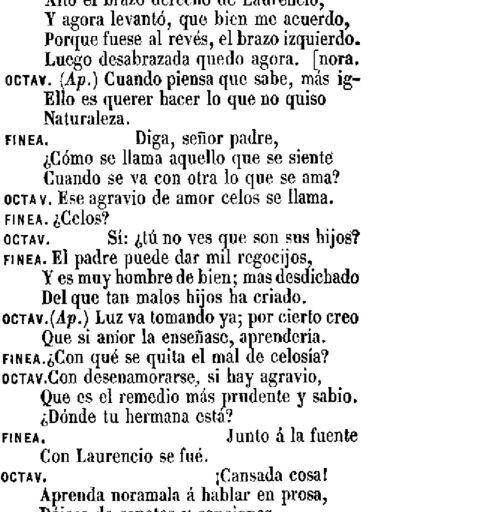 Alto el brazo derecho de Laurencio,
Y agora levantó, que bien me acuerdo,
Porque fuese al revés, el brazo izquierdo.
Luego desabrazada quedo agora. [nora.
OCTAV. (Ap.) Cuando piensa que sabe, más ig-
Ello es querer hacer lo que no quiso
Naturaleza.
FINEA. Diga, señor padre,
¿Cómo se llama aquello que se siente
Cuando se va con otra lo que se ama?
OCTAV. Ese agravio de amor celos se llama.
FINEA. ¿Celos?
OCTAV. Sí: ¿tú no ves que son sus hijos?
FINEA. El padre puede dar mil regocijos,
Y es muy hombre de bien; mas desdichado
Del que tan malos hijos ha criado.
OCTAV. (Ap.) Luz va tomando ya; por cierto creo
Que si amor la enseñase, aprenderia.
FINEA. ¿Con qué se quita el mal de celosía?
OCTAV. Con desenamorarse, si hay agravio,
Que es el remedio más prudente y sabio.
¿Dónde tu hermana está?
FINEA. Junto á la fuente
Con Laurencio se fué.
OCTAV. ¡Cansada cosa!
Aprenda noramala á hablar en prosa,